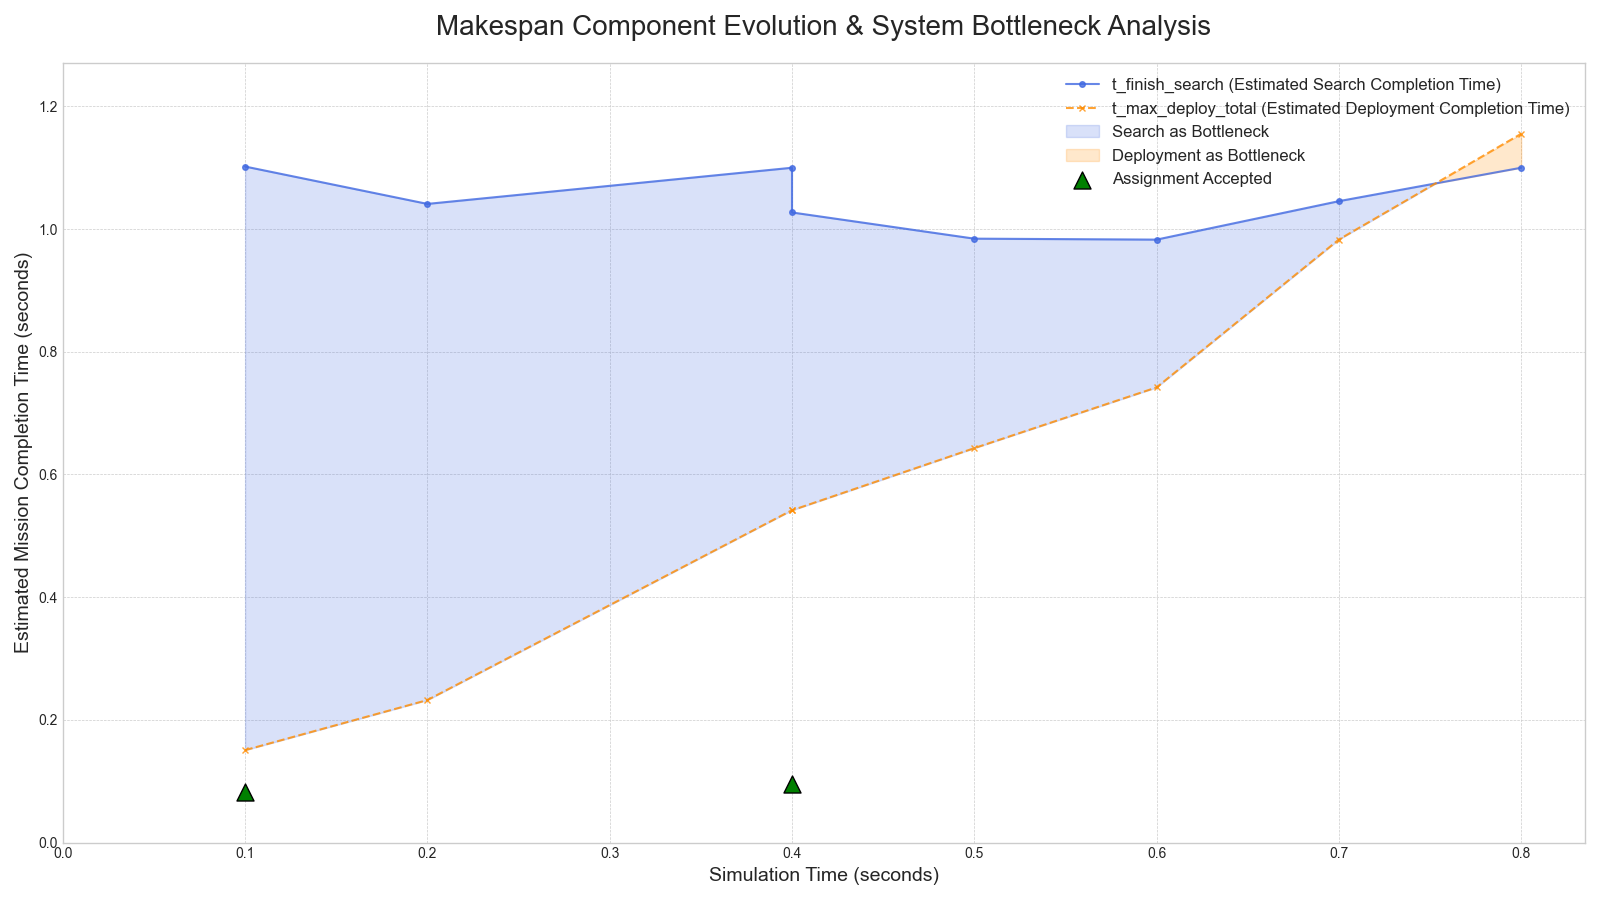 Makespan Component Evolution & System Bottleneck Analysis
t_finish_search (Estimated Search Completion Time)
t_max_deploy_total (Estimated Deployment Completion Time)
Search as Bottleneck
Deployment as Bottleneck
Assignment Accepted
Estimated Mission Completion Time (seconds)
1.2
1.0
0.8
0.6
0.4
0.2
0.0
0.0 0.1 0.2 0.3 0.4 0.5 0.6 0.7 0.8
Simulation Time (seconds)